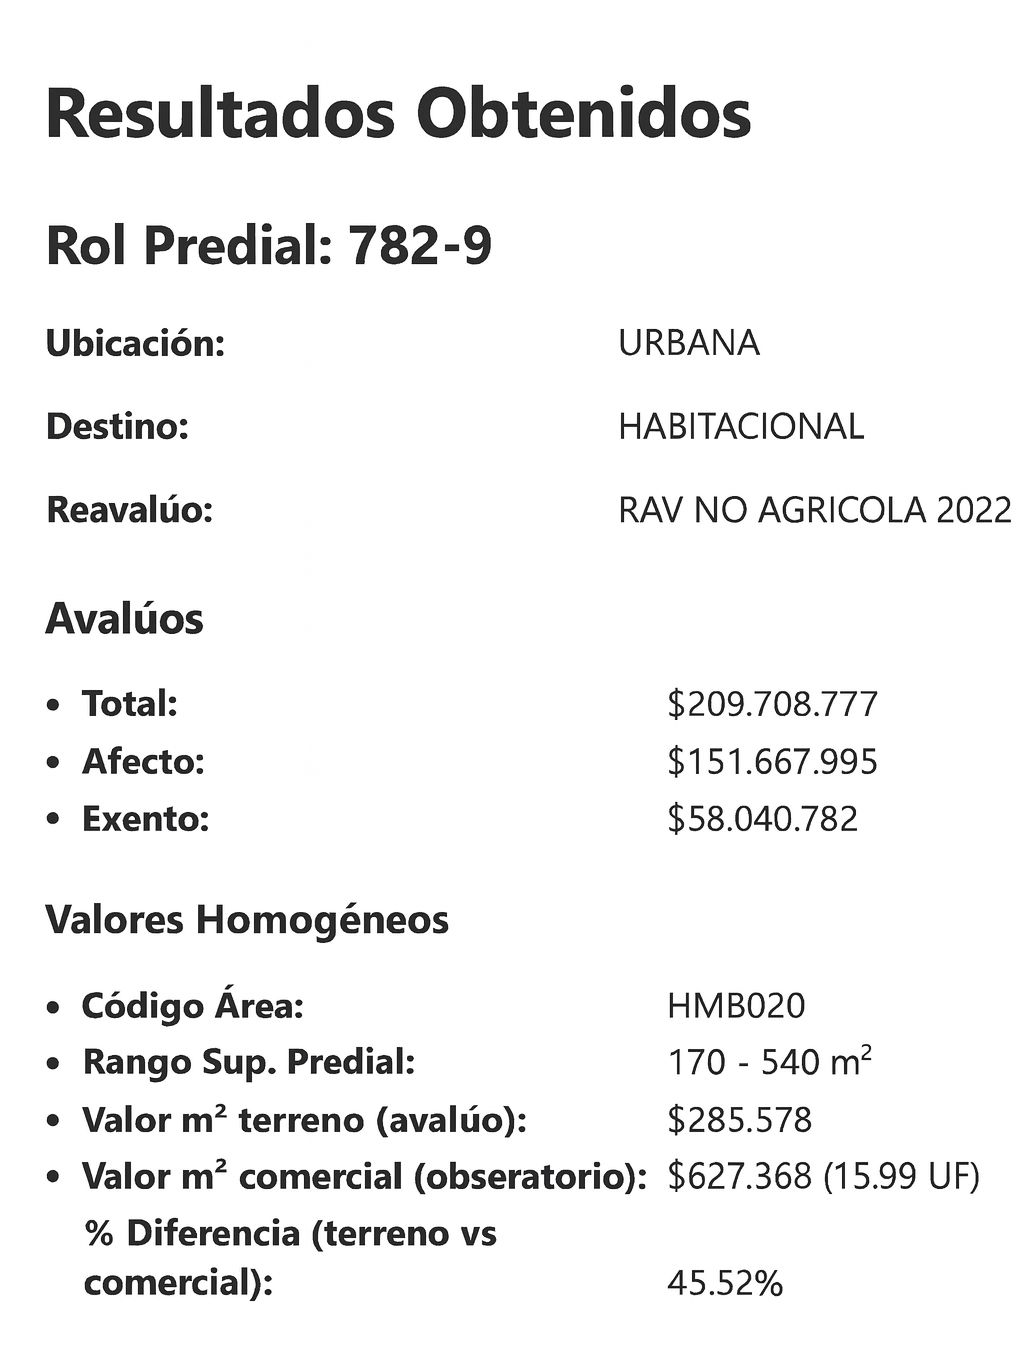 Resultados Obtenidos
Rol Predial: 782-9
Ubicación: URBANA
Destino: HABITACIONAL
Reavalúo: RAV NO AGRICOLA 2022
Avalúos
• Total: $209.708.777
• Afecto: $151.667.995
• Exento: $58.040.782
Valores Homogéneos
• Código Área: HMB020
• Rango Sup. Predial: 170 - 540 m²
• Valor m² terreno (avalúo): $285.578
• Valor m² comercial (obseratorio): $627.368 (15.99 UF)
% Diferencia (terreno vs
comercial): 45.52%